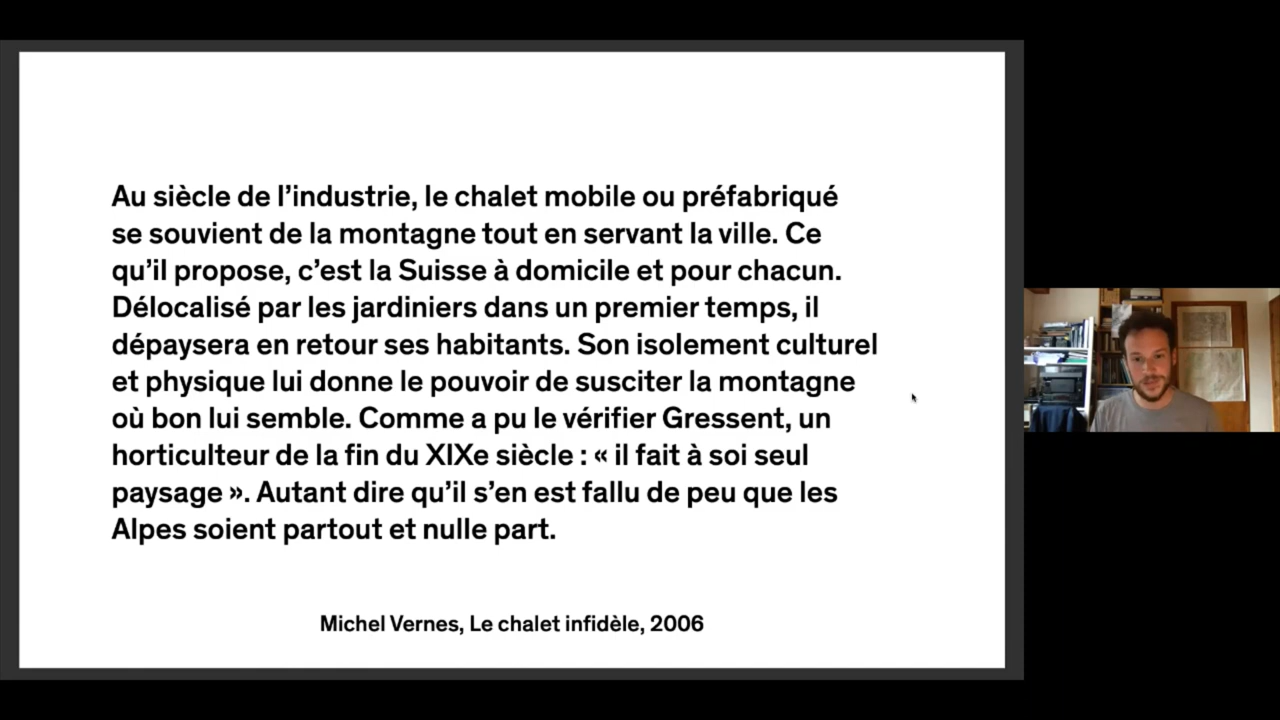 Au siècle de l’industrie, le chalet mobile ou préfabriqué
se souvient de la montagne tout en servant la ville. Ce
qu’il propose, c’est la Suisse à domicile et pour chacun.
Délocalisé par les jardiniers dans un premier temps, il
dépaysera en retour ses habitants. Son isolement culturel
et physique lui donne le pouvoir de susciter la montagne
où bon lui semble. Comme a pu le vérifier Gressent, un
horticulteur de la fin du XIXe siècle : « il fait à soi seul
paysage ». Autant dire qu’il s’en est fallu de peu que les
Alpes soient partout et nulle part.
Michel Vernes, Le chalet infidèle, 2006